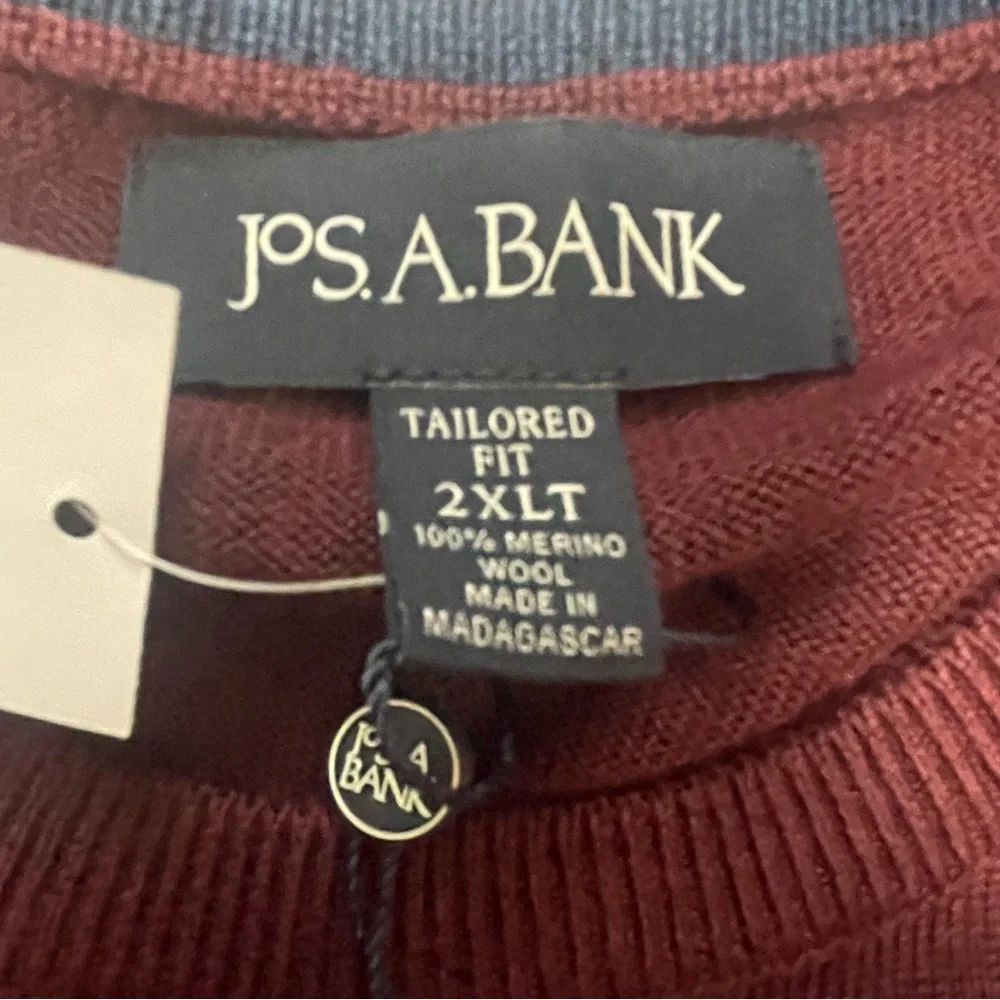 JOS. A. BANK
TAILORED
FIT
2XLT
100% MERINO
WOOL
MADE IN
MADAGASCAR
JOS A.
BANK